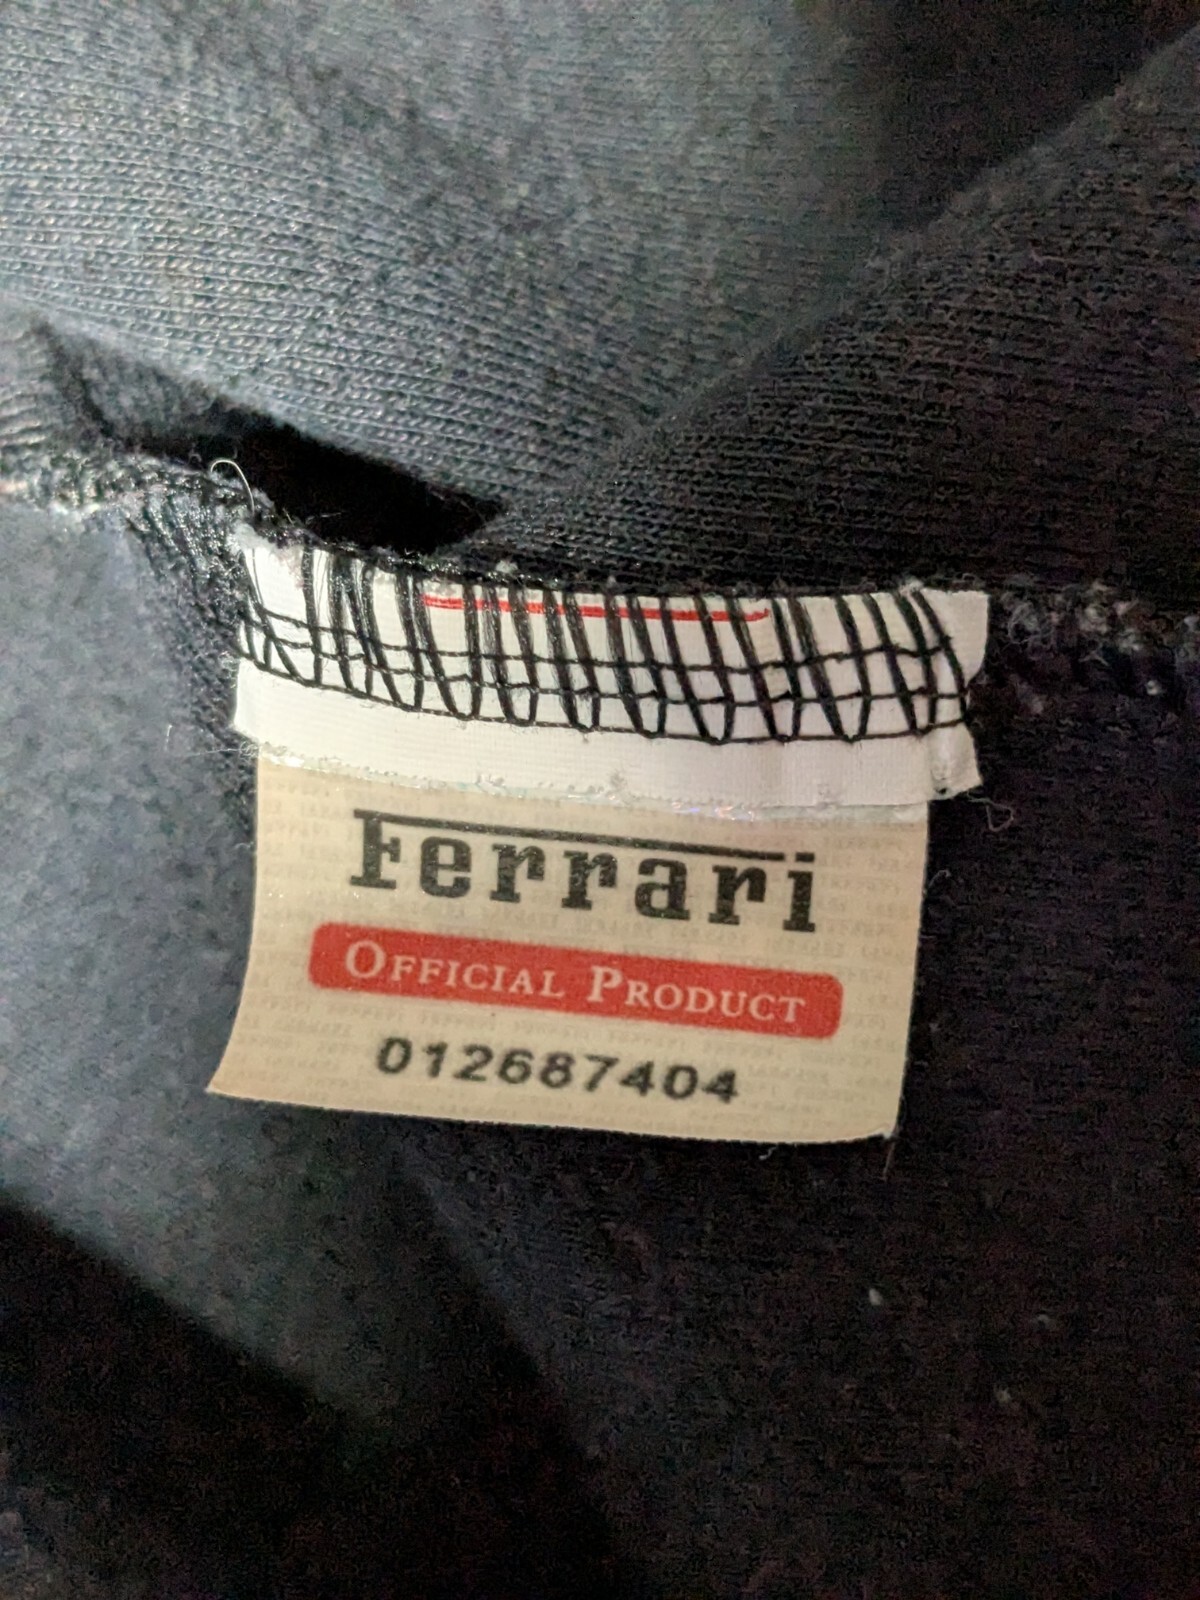 Ferrari
OFFICIAL PRODUCT
012687404